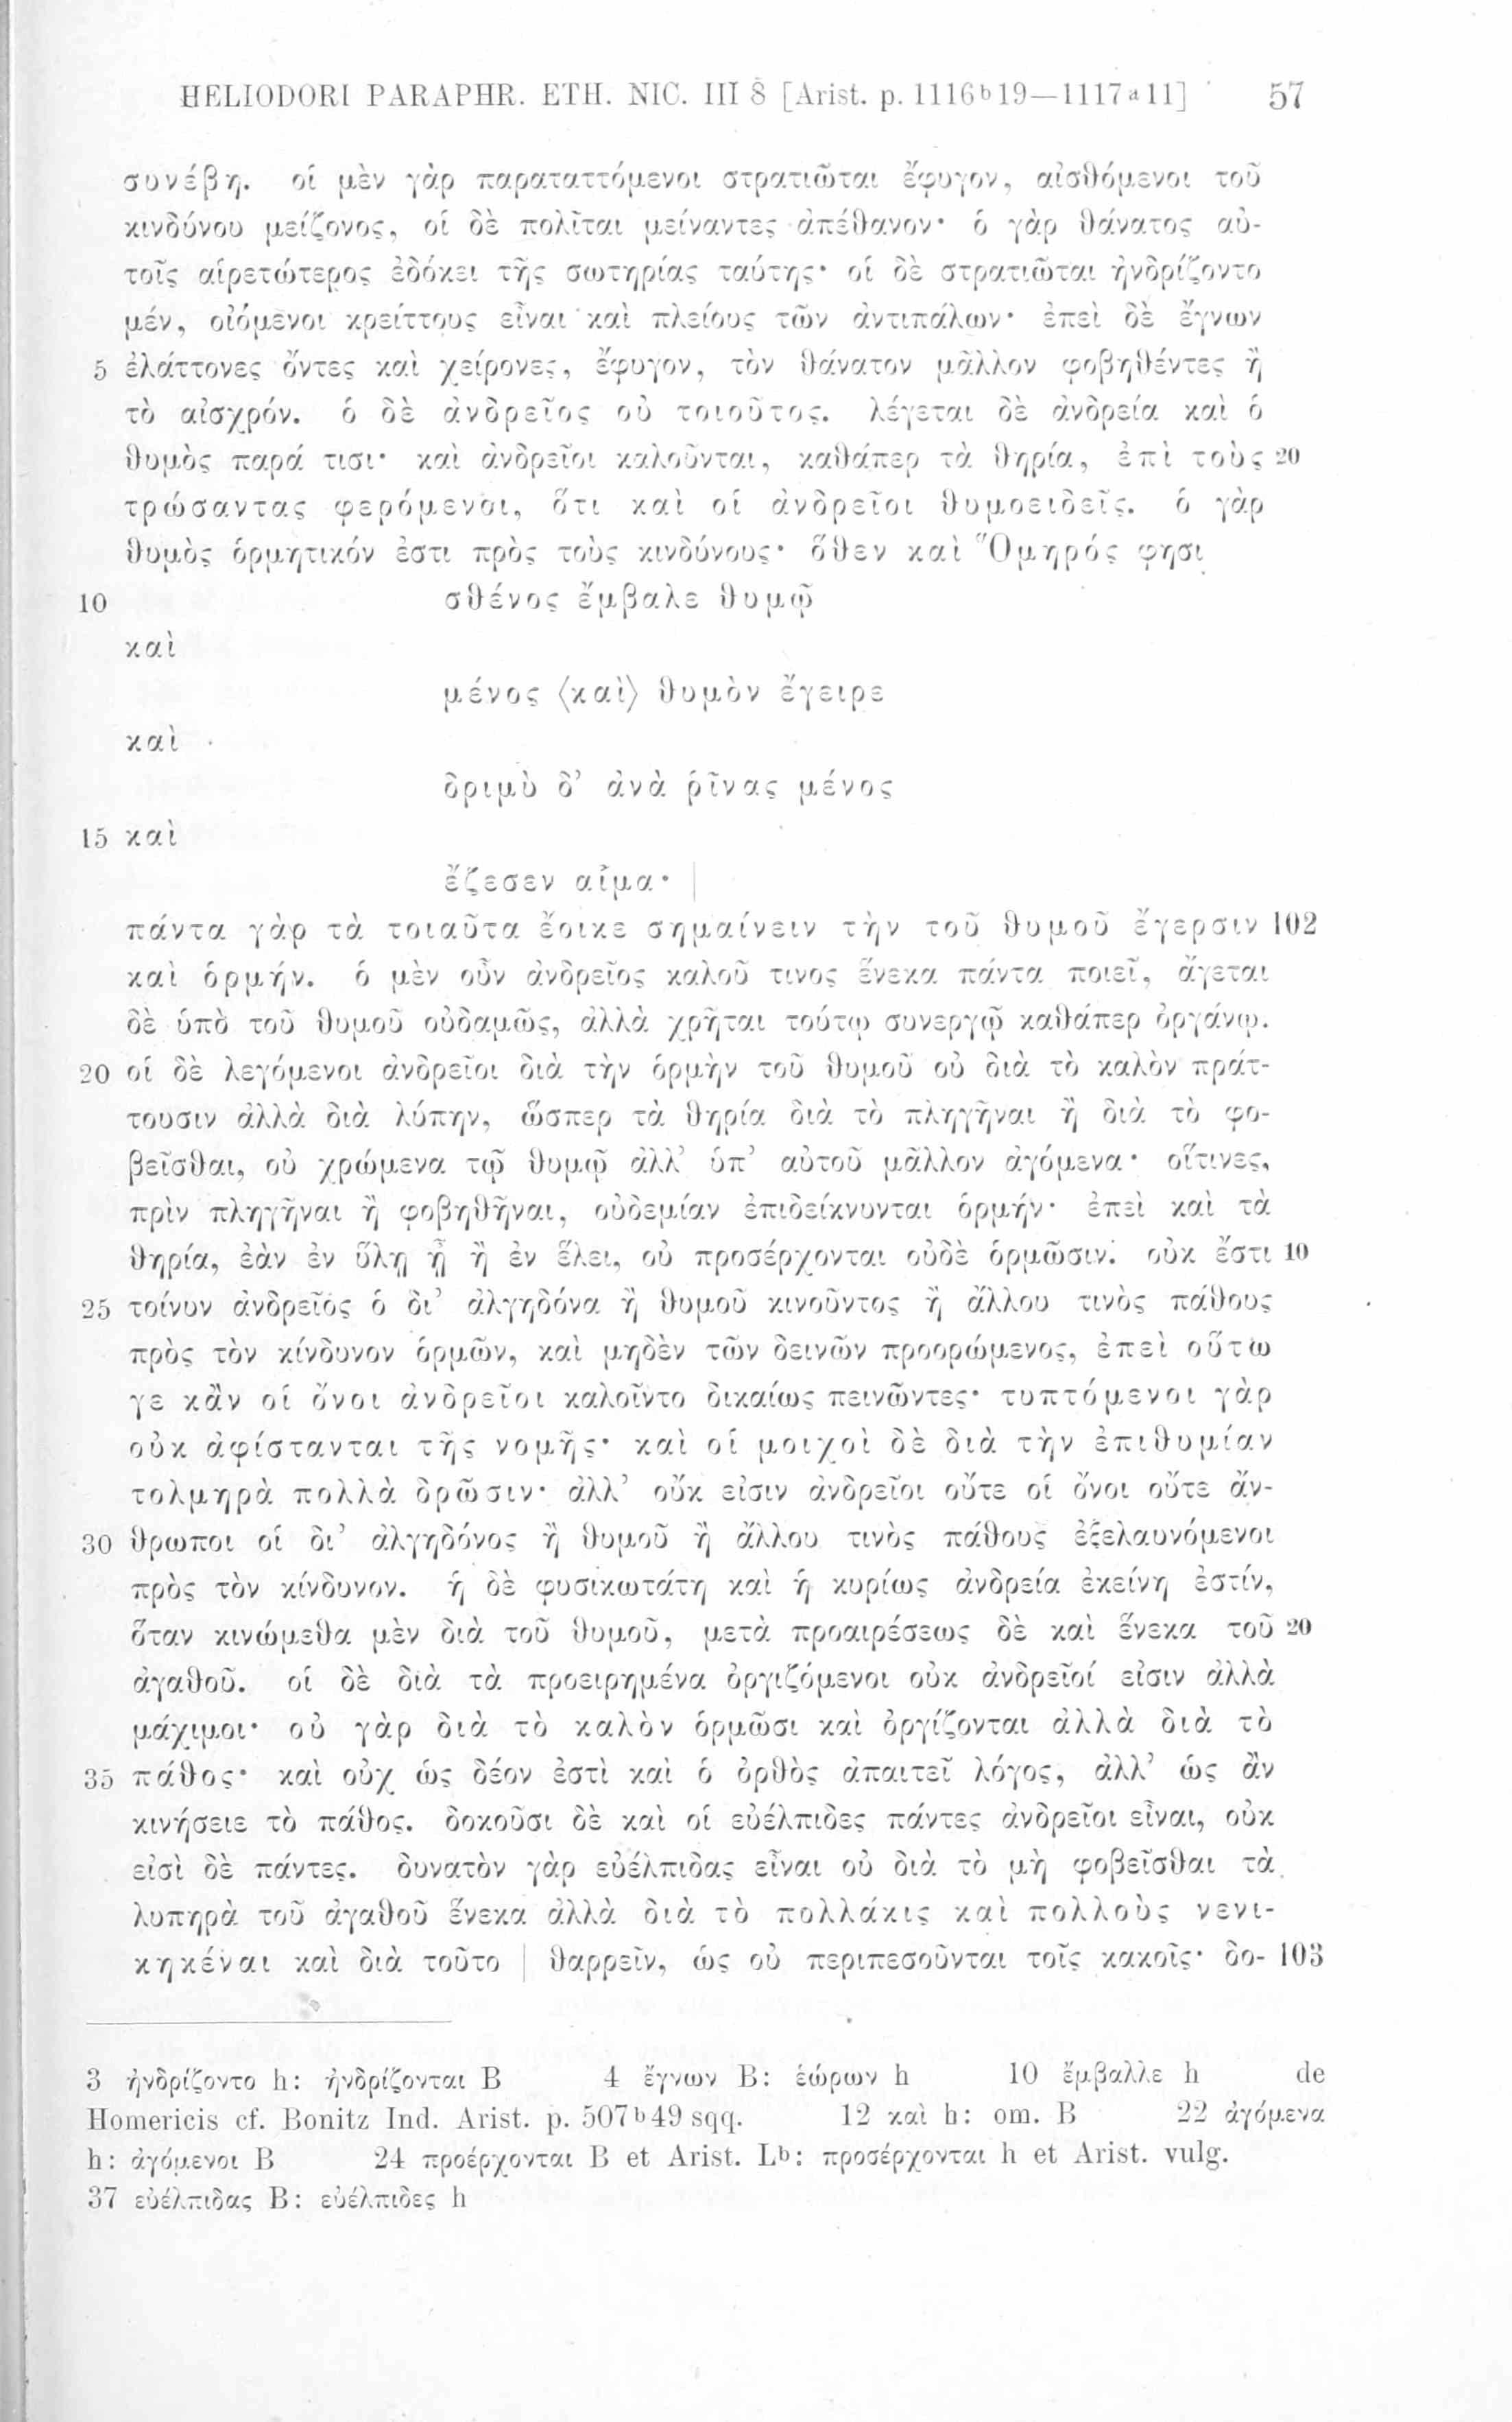 HELIODORI PARAPHR. ETH. NIC. III 8 [Arist. p. 1116b19—1117a11] 57
συνέβη. οἱ μὲν γὰρ παραταττόμενοι στρατιῶται ἔφυγον, αἰσθόμενοι τοῦ
κινδύνου μείζονος, οἱ δὲ πολῖται μείναντες ἀπέθανον· ὁ γὰρ θάνατος αὐ-
τοῖς αἱρετώτερος ἐδόκει τῆς σωτηρίας ταύτης· οἱ δὲ στρατιῶται ἠνδρίζοντο
μέν, οἰόμενοι κρείττους εἶναι καὶ πλείους τῶν ἀντιπάλων· ἐπεὶ δὲ ἔγνων
5 ἐλάττονες ὄντες καὶ χείρονες, ἔφυγον, τὸν θάνατον μᾶλλον φοβηθέντες ἢ
τὸ αἰσχρόν. ὁ δὲ ἀνδρεῖος οὐ τοιοῦτος. λέγεται δὲ ἀνδρεία καὶ ὁ
θυμὸς παρά τισι· καὶ ἀνδρεῖοι καλοῦνται, καθάπερ τὰ θηρία, ἐπὶ τοὺς 20
τρώσαντας φερόμενοι, ὅτι καὶ οἱ ἀνδρεῖοι θυμοειδεῖς. ὁ γὰρ
θυμὸς ὁρμητικόν ἐστι πρὸς τοὺς κινδύνους· ὅθεν καὶ Ὅμηρός φησι
10 σθένος ἔμβαλε θυμῷ
καὶ
μένος ⟨καὶ⟩ θυμὸν ἔγειρε
καὶ
δριμὺ δ’ ἀνὰ ῥῖνας μένος
15 καὶ
ἔζεσεν αἷμα· |
πάντα γὰρ τὰ τοιαῦτα ἔοικε σημαίνειν τὴν τοῦ θυμοῦ ἔγερσιν 102
καὶ ὁρμήν. ὁ μὲν οὖν ἀνδρεῖος καλοῦ τινος ἕνεκα πάντα ποιεῖ, ἄγεται
δὲ ὑπὸ τοῦ θυμοῦ οὐδαμῶς, ἀλλὰ χρῆται τούτῳ συνεργῷ καθάπερ ὀργάνῳ.
20 οἱ δὲ λεγόμενοι ἀνδρεῖοι διὰ τὴν ὁρμὴν τοῦ θυμοῦ οὐ διὰ τὸ καλὸν πράτ-
τουσιν ἀλλὰ διὰ λύπην, ὥσπερ τὰ θηρία διὰ τὸ πληγῆναι ἢ διὰ τὸ φο-
βεῖσθαι, οὐ χρώμενα τῷ θυμῷ ἀλλ’ ὑπ’ αὐτοῦ μᾶλλον ἀγόμενα· οἵτινες,
πρὶν πληγῆναι ἢ φοβηθῆναι, οὐδεμίαν ἐπιδείκνυνται ὁρμήν· ἐπεὶ καὶ τὰ
θηρία, ἐὰν ἐν ὕλῃ ᾖ ἢ ἐν ἕλει, οὐ προσέρχονται οὐδὲ ὁρμῶσιν. οὐκ ἔστι 10
25 τοίνυν ἀνδρεῖος ὁ δι’ ἀλγηδόνα ἢ θυμοῦ κινοῦντος ἢ ἄλλου τινὸς πάθους
πρὸς τὸν κίνδυνον ὁρμῶν, καὶ μηδὲν τῶν δεινῶν προορώμενος, ἐπεὶ οὕτω
γε κἂν οἱ ὄνοι ἀνδρεῖοι καλοῖντο δικαίως πεινῶντες· τυπτόμενοι γὰρ
οὐκ ἀφίστανται τῆς νομῆς· καὶ οἱ μοιχοὶ δὲ διὰ τὴν ἐπιθυμίαν
τολμηρὰ πολλὰ δρῶσιν· ἀλλ’ οὔκ εἰσιν ἀνδρεῖοι οὔτε οἱ ὄνοι οὔτε ἄν-
30 θρωποι οἱ δι’ ἀλγηδόνος ἢ θυμοῦ ἢ ἄλλου τινὸς πάθους ἐξελαυνόμενοι
πρὸς τὸν κίνδυνον. ἡ δὲ φυσικωτάτη καὶ ἡ κυρίως ἀνδρεία ἐκείνη ἐστίν,
ὅταν κινώμεθα μὲν διὰ τοῦ θυμοῦ, μετὰ προαιρέσεως δὲ καὶ ἕνεκα τοῦ 20
ἀγαθοῦ. οἱ δὲ διὰ τὰ προειρημένα ὀργιζόμενοι οὐκ ἀνδρεῖοί εἰσιν ἀλλὰ
μάχιμοι· οὐ γὰρ διὰ τὸ καλὸν ὁρμῶσι καὶ ὀργίζονται ἀλλὰ διὰ τὸ
35 πάθος· καὶ οὐχ ὡς δέον ἐστὶ καὶ ὁ ὀρθὸς ἀπαιτεῖ λόγος, ἀλλ’ ὡς ἂν
κινήσειε τὸ πάθος. δοκοῦσι δὲ καὶ οἱ εὐέλπιδες πάντες ἀνδρεῖοι εἶναι, οὐκ
εἰσὶ δὲ πάντες. δυνατὸν γὰρ εὐέλπιδας εἶναι οὐ διὰ τὸ μὴ φοβεῖσθαι τὰ
λυπηρὰ τοῦ ἀγαθοῦ ἕνεκα ἀλλὰ διὰ τὸ πολλάκις καὶ πολλοὺς νενι-
κηκέναι καὶ διὰ τοῦτο | θαρρεῖν, ὡς οὐ περιπεσοῦνται τοῖς κακοῖς· δο- 103
3 ἠνδρίζοντο h: ἠνδρίζονται B 4 ἔγνων B: ἑώρων h 10 ἔμβαλλε h de
Homericis cf. Bonitz Ind. Arist. p. 507b49 sqq. 12 καὶ h: om. B 22 ἀγόμενα
h: ἀγόμενοι B 24 προέρχονται B et Arist. Lb: προσέρχονται h et Arist. vulg.
37 εὐέλπιδας B: εὐέλπιδες h